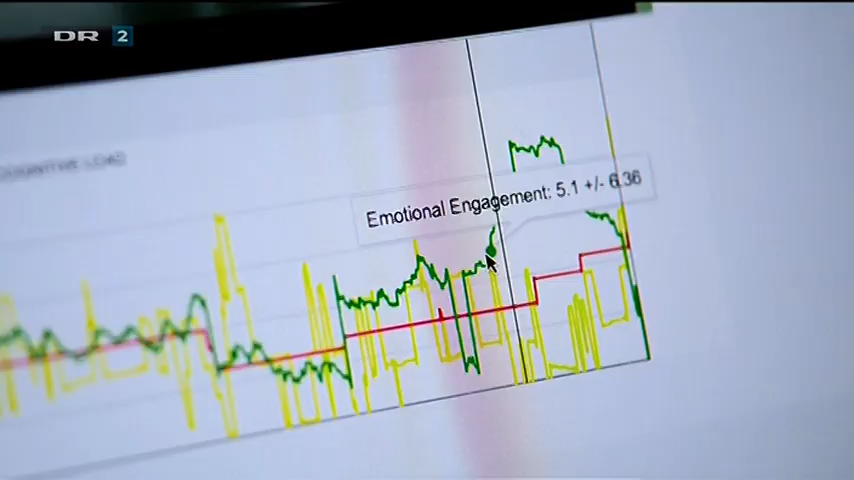 DR 2
COGNITIVE LOAD
Emotional Engagement: 5.1 +/- 6.36